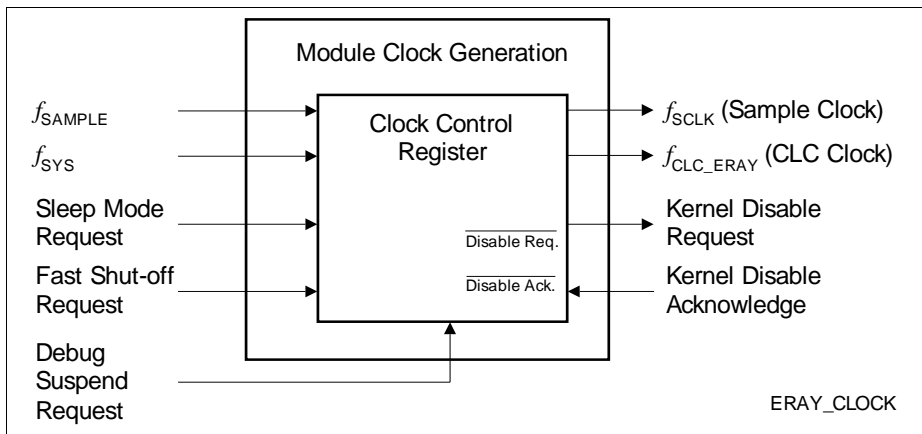 Module Clock Generation
Clock Control
Register
fSAMPLE
fSYS
Sleep Mode
Request
Fast Shut-off
Request
Debug
Suspend
Request
Disable Req.
Disable Ack.
fSCLK (Sample Clock)
fCLC_ERAY (CLC Clock)
Kernel Disable
Request
Kernel Disable
Acknowledge
ERAY_CLOCK